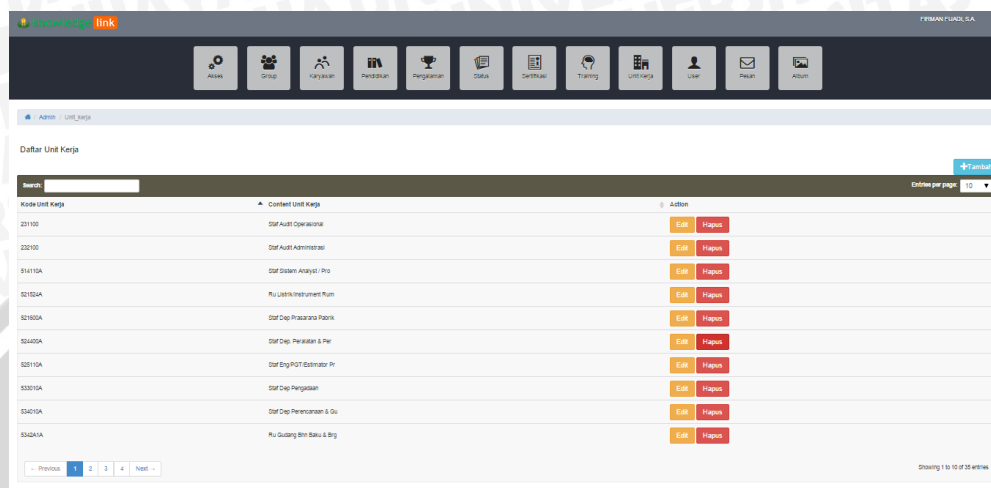 knowledge link
FIRMAN FUADI, S.A.
Akses Group Karyawan Pendidikan Pengalaman Status Sertifikasi Training Unit Kerja User Pesan Album
/ Admin / Unit_kerja
Daftar Unit Kerja
+Tambah
Search: Entries per page: 10
Kode Unit Kerja Content Unit Kerja Action
231100 Staf Audit Operasional Edit Hapus
232100 Staf Audit Administrasi Edit Hapus
514110A Staf Sistem Analyst / Pro Edit Hapus
521524A Ru Listrik/Instrument Rum Edit Hapus
521600A Staf Dep Prasarana Pabrik Edit Hapus
524400A Staf Dep. Peralatan & Per Edit Hapus
525110A Staf Eng/PGT/Estimator Pr Edit Hapus
533010A Staf Dep Pengadaan Edit Hapus
534010A Staf Dep Perencanaan & Gu Edit Hapus
5342A1A Ru Gudang Bhn Baku & Brg Edit Hapus
← Previous 1 2 3 4 Next → Showing 1 to 10 of 35 entries